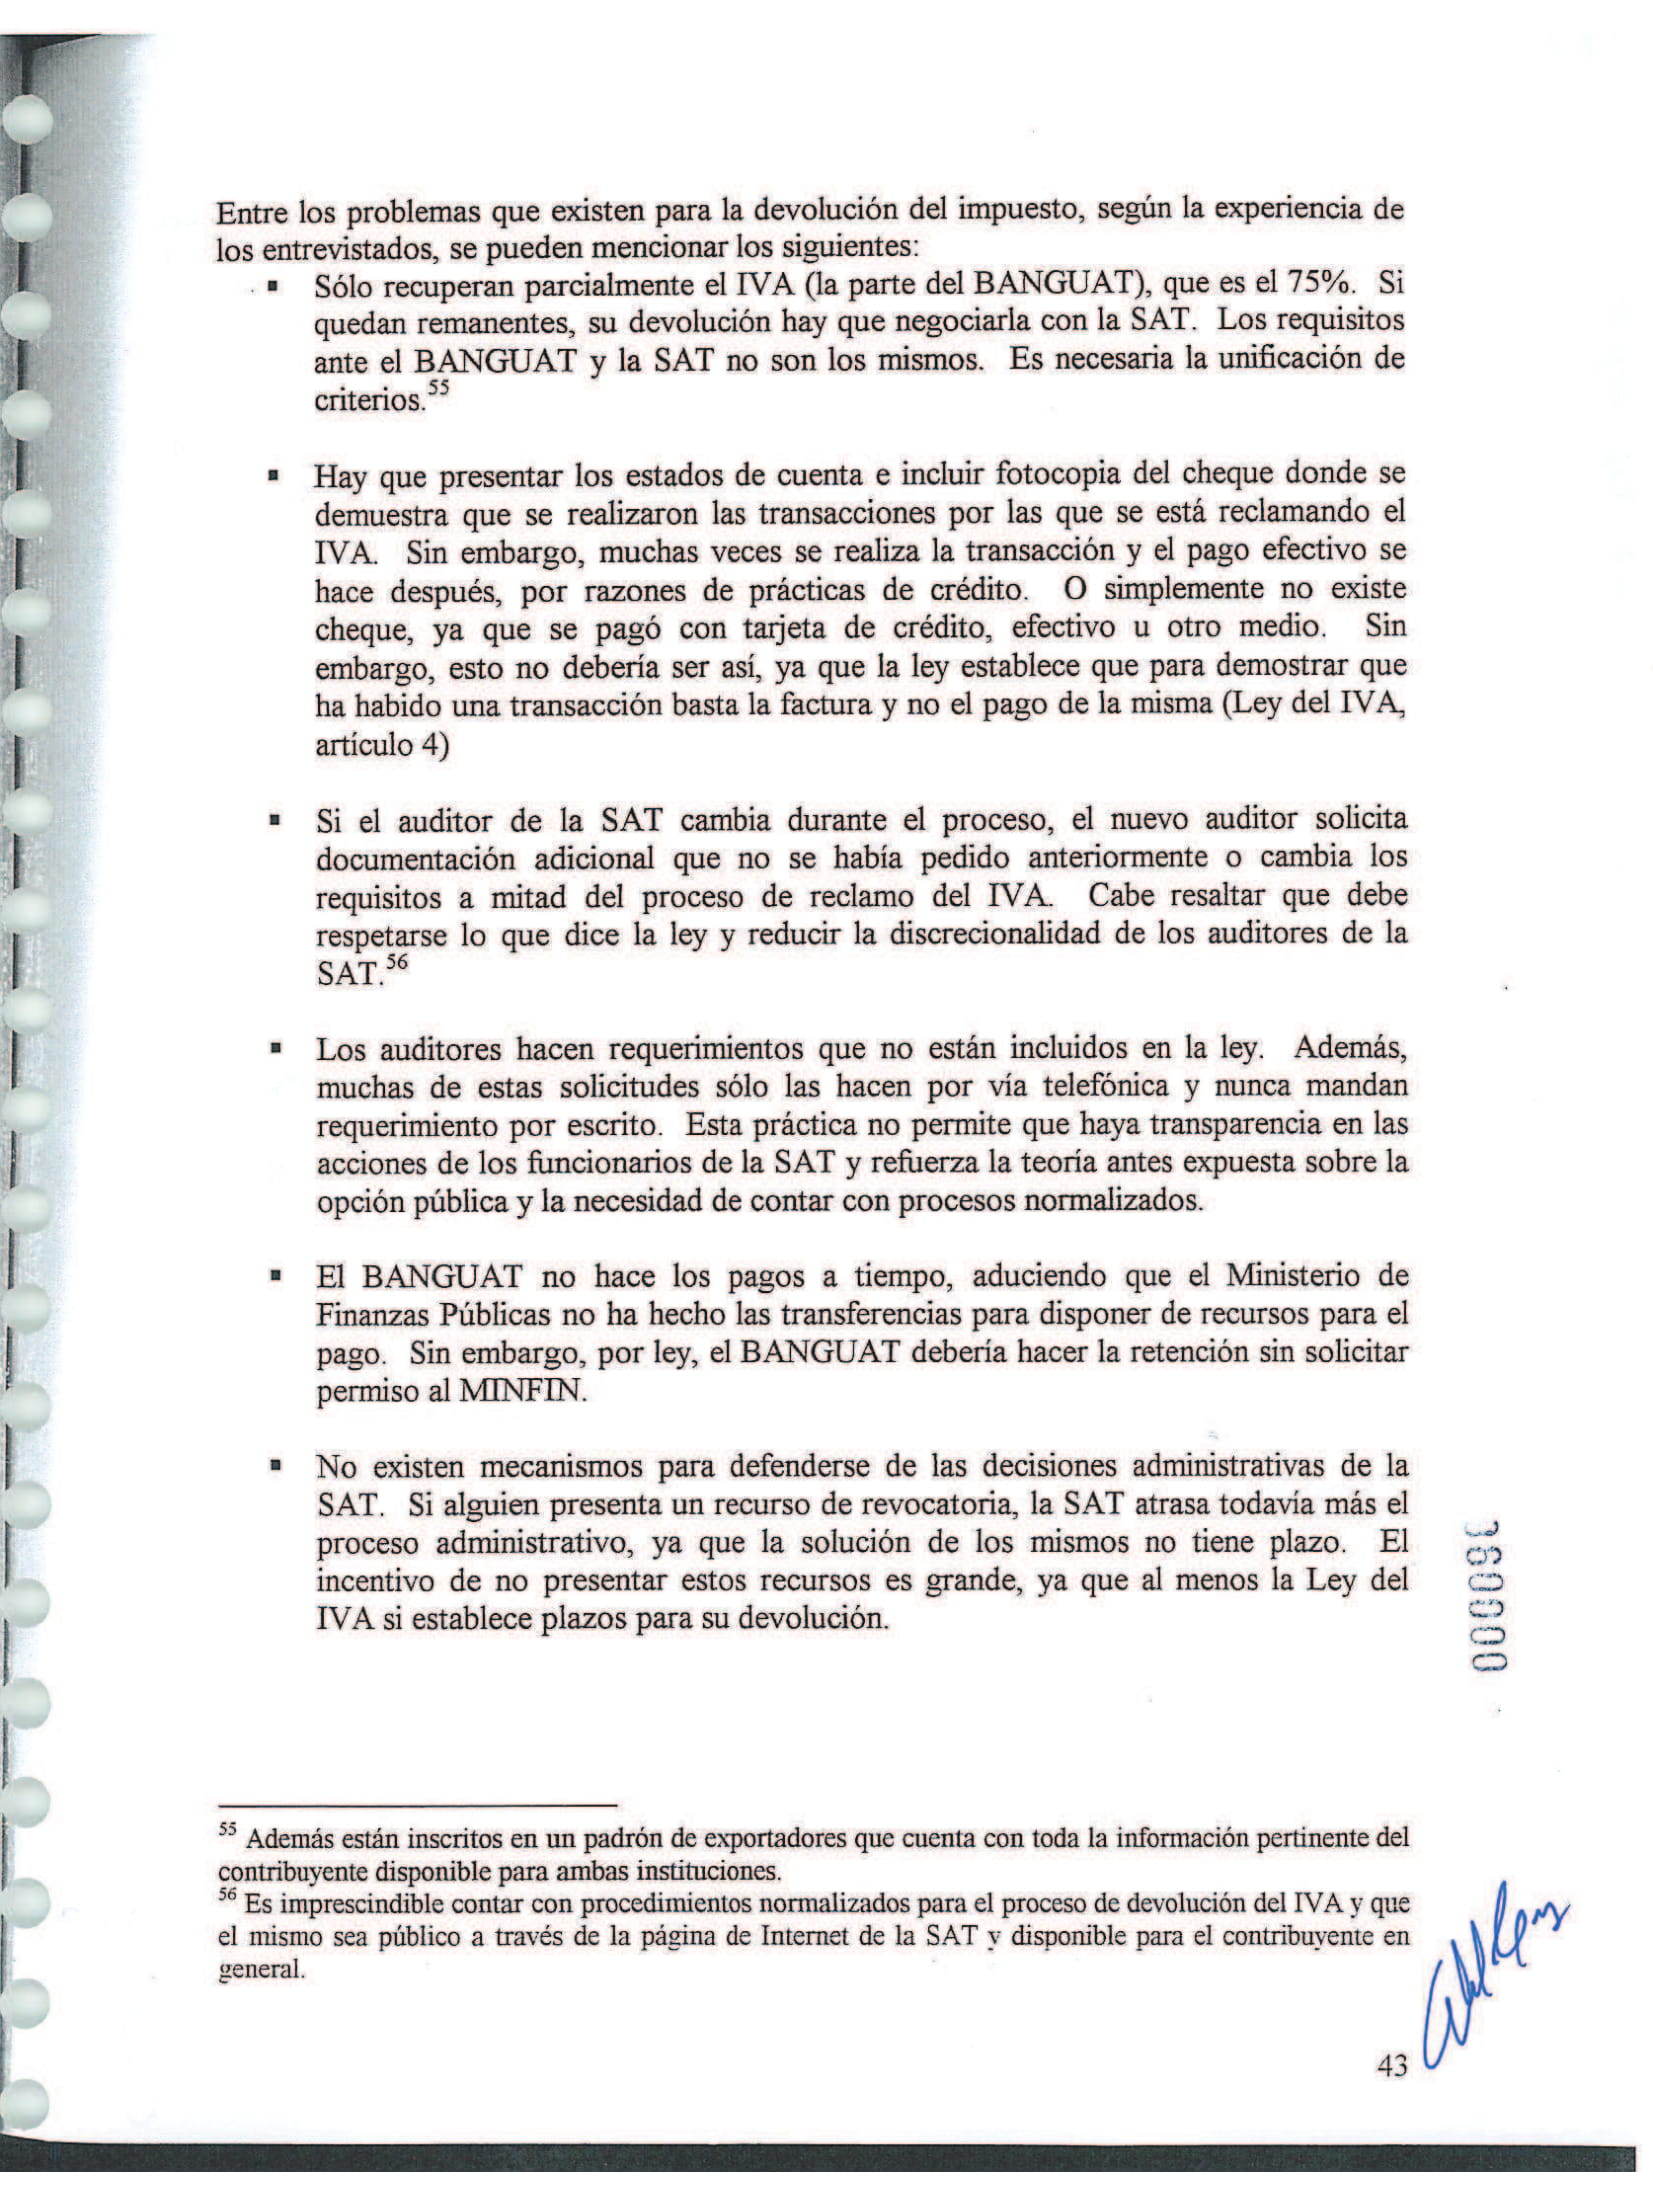 Entre los problemas que existen para la devolución del impuesto, según la experiencia de
los entrevistados, se pueden mencionar los siguientes:
▪ Sólo recuperan parcialmente el IVA (la parte del BANGUAT), que es el 75%. Si
quedan remanentes, su devolución hay que negociarla con la SAT. Los requisitos
ante el BANGUAT y la SAT no son los mismos. Es necesaria la unificación de
criterios.55
▪ Hay que presentar los estados de cuenta e incluir fotocopia del cheque donde se
demuestra que se realizaron las transacciones por las que se está reclamando el
IVA. Sin embargo, muchas veces se realiza la transacción y el pago efectivo se
hace después, por razones de prácticas de crédito. O simplemente no existe
cheque, ya que se pagó con tarjeta de crédito, efectivo u otro medio. Sin
embargo, esto no debería ser así, ya que la ley establece que para demostrar que
ha habido una transacción basta la factura y no el pago de la misma (Ley del IVA,
artículo 4)
▪ Si el auditor de la SAT cambia durante el proceso, el nuevo auditor solicita
documentación adicional que no se había pedido anteriormente o cambia los
requisitos a mitad del proceso de reclamo del IVA. Cabe resaltar que debe
respetarse lo que dice la ley y reducir la discrecionalidad de los auditores de la
SAT.56
▪ Los auditores hacen requerimientos que no están incluidos en la ley. Además,
muchas de estas solicitudes sólo las hacen por vía telefónica y nunca mandan
requerimiento por escrito. Esta práctica no permite que haya transparencia en las
acciones de los funcionarios de la SAT y refuerza la teoría antes expuesta sobre la
opción pública y la necesidad de contar con procesos normalizados.
▪ El BANGUAT no hace los pagos a tiempo, aduciendo que el Ministerio de
Finanzas Públicas no ha hecho las transferencias para disponer de recursos para el
pago. Sin embargo, por ley, el BANGUAT debería hacer la retención sin solicitar
permiso al MINFIN.
▪ No existen mecanismos para defenderse de las decisiones administrativas de la
SAT. Si alguien presenta un recurso de revocatoria, la SAT atrasa todavía más el
proceso administrativo, ya que la solución de los mismos no tiene plazo. El
incentivo de no presentar estos recursos es grande, ya que al menos la Ley del
IVA si establece plazos para su devolución.
55 Además están inscritos en un padrón de exportadores que cuenta con toda la información pertinente del
contribuyente disponible para ambas instituciones.
56 Es imprescindible contar con procedimientos normalizados para el proceso de devolución del IVA y que
el mismo sea público a través de la página de Internet de la SAT y disponible para el contribuyente en
general.
43